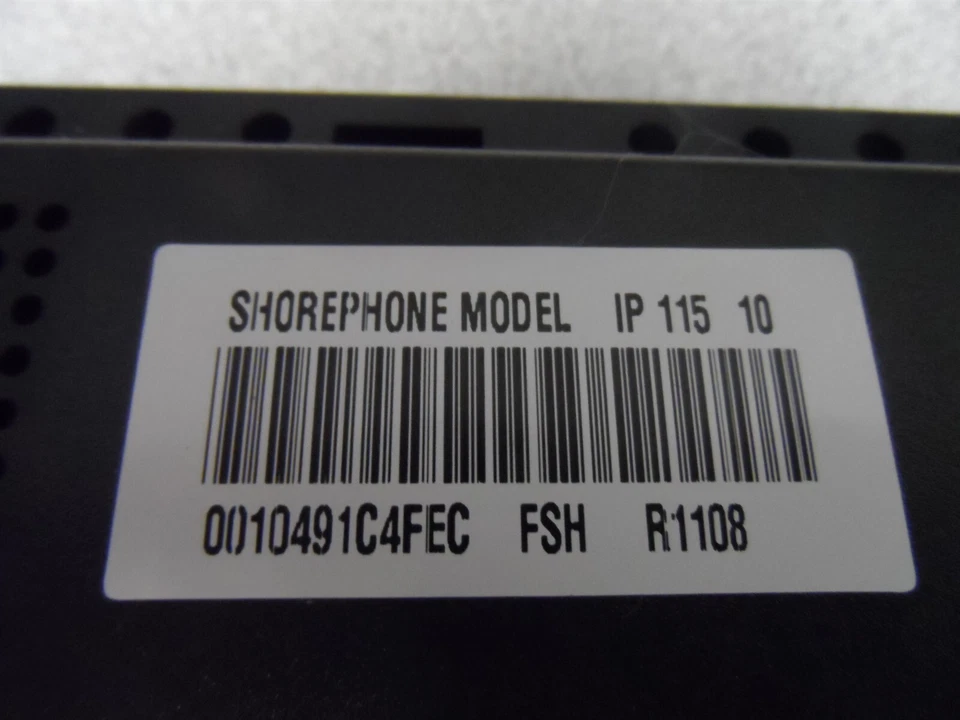 SHOREPHONE MODEL IP 115 10
0010491C4FEC FSH R1108